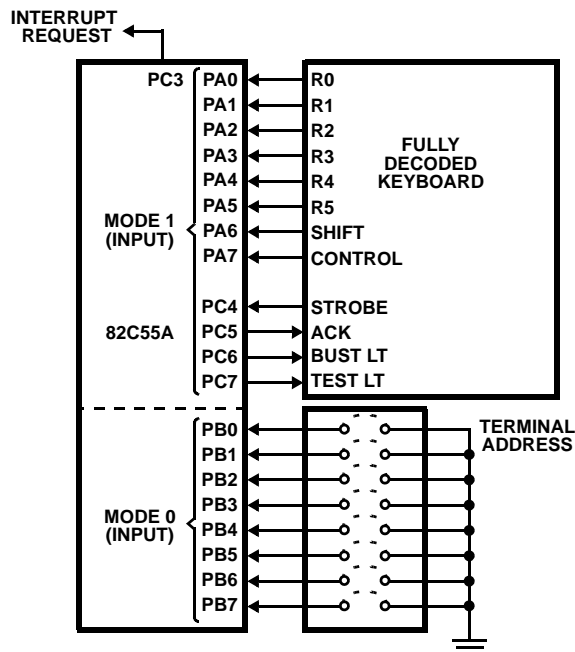 INTERRUPT
REQUEST
PC3 PA0 R0
PA1 R1
PA2 R2
PA3 R3
PA4 R4
PA5 R5
PA6 SHIFT
PA7 CONTROL
FULLY
DECODED
KEYBOARD
MODE 1
(INPUT)
PC4 STROBE
82C55A PC5 ACK
PC6 BUST LT
PC7 TEST LT
PB0
PB1
PB2
PB3
PB4
PB5
PB6
PB7
MODE 0
(INPUT)
TERMINAL
ADDRESS